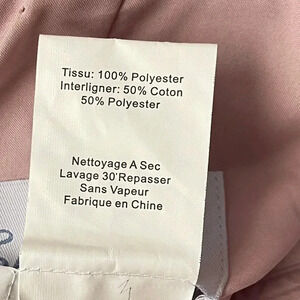 Tissu: 100% Polyester
Interligner: 50% Coton
50% Polyester
Nettoyage A Sec
Lavage 30'Repasser
Sans Vapeur
Fabrique en Chine